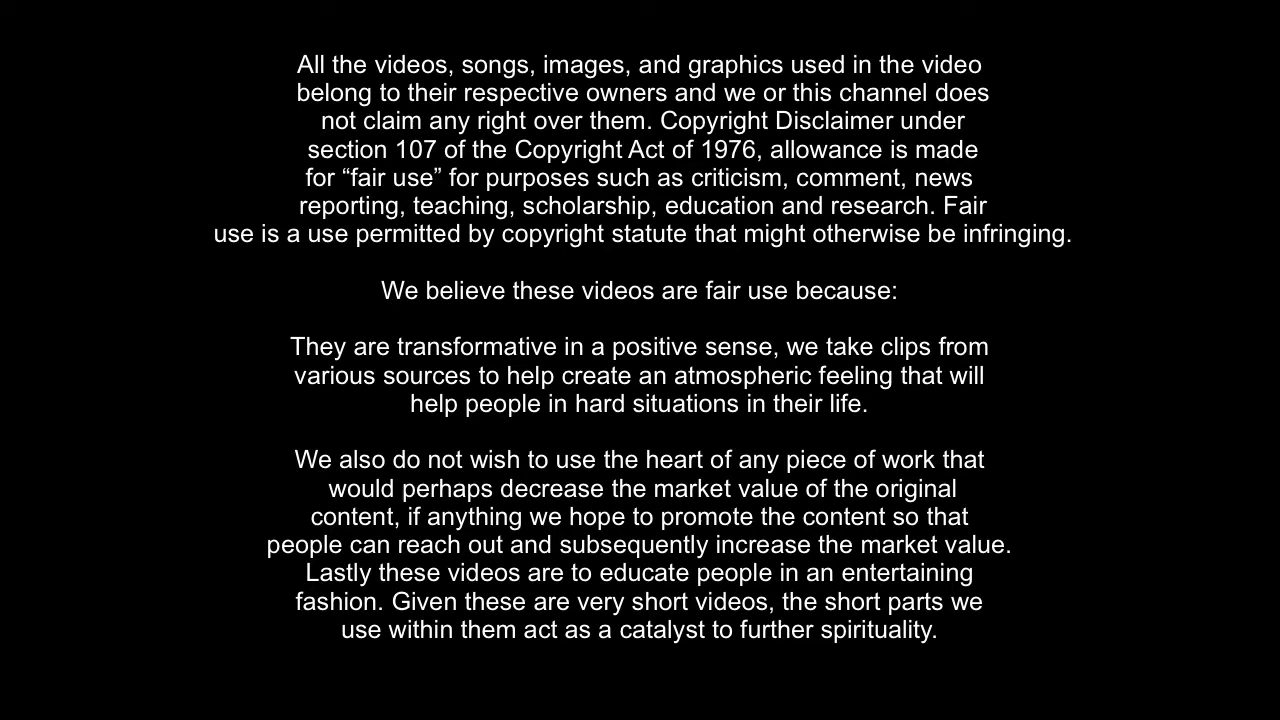 All the videos, songs, images, and graphics used in the video
belong to their respective owners and we or this channel does
not claim any right over them. Copyright Disclaimer under
section 107 of the Copyright Act of 1976, allowance is made
for “fair use” for purposes such as criticism, comment, news
reporting, teaching, scholarship, education and research. Fair
use is a use permitted by copyright statute that might otherwise be infringing.
We believe these videos are fair use because:
They are transformative in a positive sense, we take clips from
various sources to help create an atmospheric feeling that will
help people in hard situations in their life.
We also do not wish to use the heart of any piece of work that
would perhaps decrease the market value of the original
content, if anything we hope to promote the content so that
people can reach out and subsequently increase the market value.
Lastly these videos are to educate people in an entertaining
fashion. Given these are very short videos, the short parts we
use within them act as a catalyst to further spirituality.